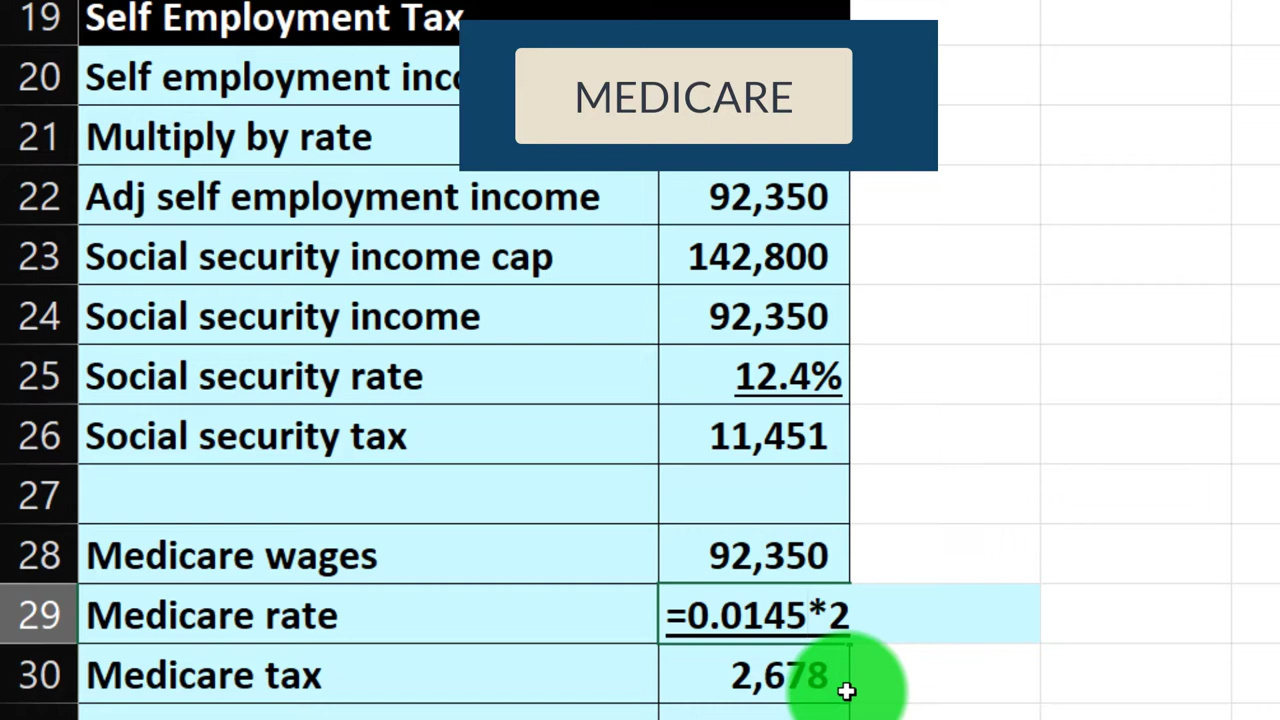 19 Self Employment Tax
MEDICARE
20 Self employment inco
21 Multiply by rate
22 Adj self employment income 92,350
23 Social security income cap 142,800
24 Social security income 92,350
25 Social security rate 12.4%
26 Social security tax 11,451
27
28 Medicare wages 92,350
29 Medicare rate =0.0145*2
30 Medicare tax 2,678